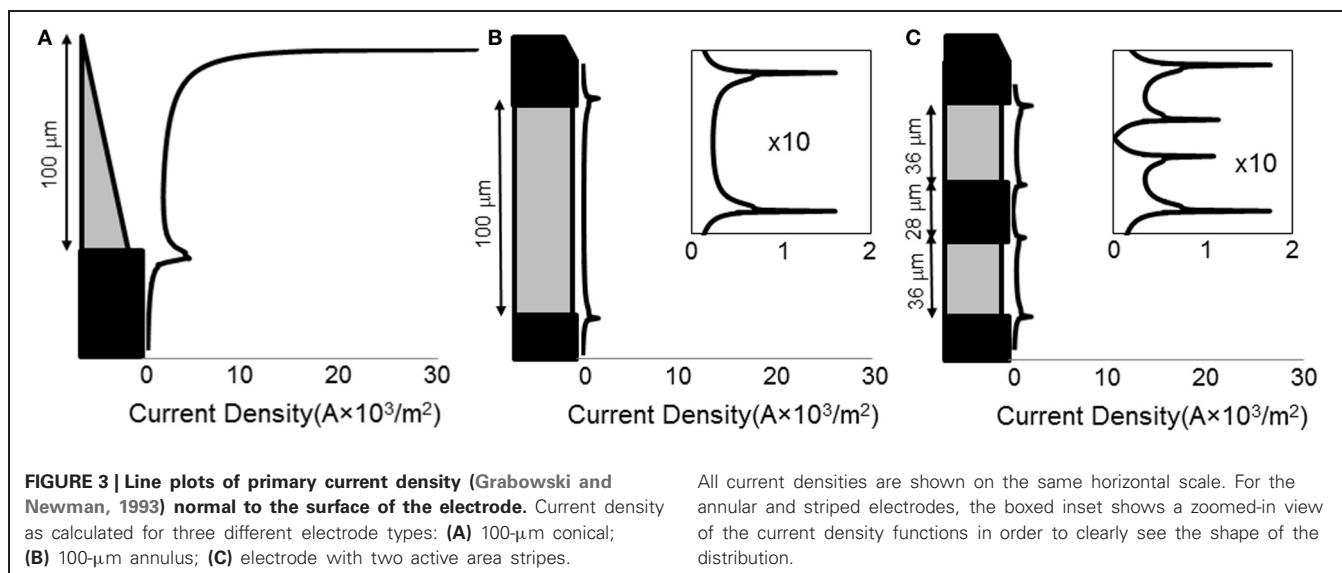 A
100 μm
0 10 20 30
Current Density(A×10³/m²)
B
100 μm
x10
0 1 2
0 10 20 30
Current Density(A×10³/m²)
C
36 μm
28 μm
36 μm
x10
0 1 2
0 10 20 30
Current Density(A×10³/m²)
FIGURE 3 | Line plots of primary current density (Grabowski and
Newman, 1993) normal to the surface of the electrode. Current density
as calculated for three different electrode types: (A) 100-μm conical;
(B) 100-μm annulus; (C) electrode with two active area stripes.
All current densities are shown on the same horizontal scale. For the
annular and striped electrodes, the boxed inset shows a zoomed-in view
of the current density functions in order to clearly see the shape of the
distribution.